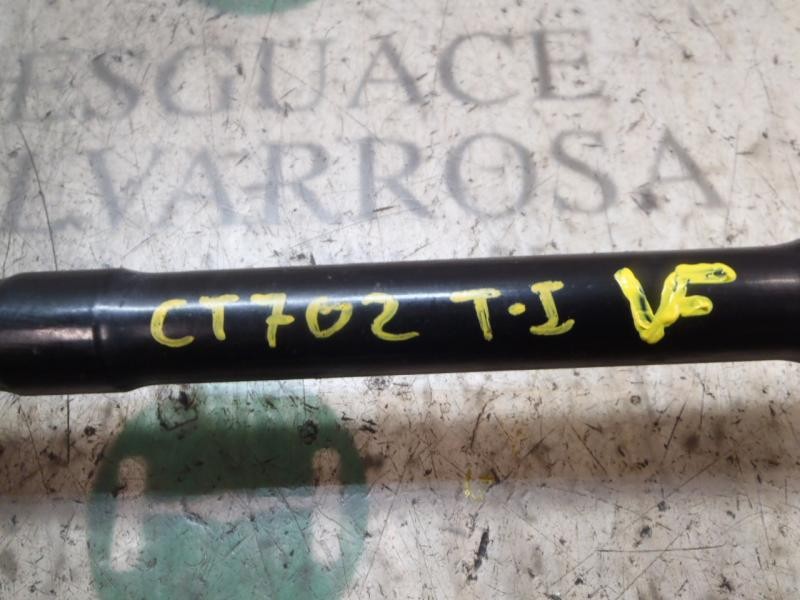 ESGUACE
LVARROSA
CT702 T-I VF